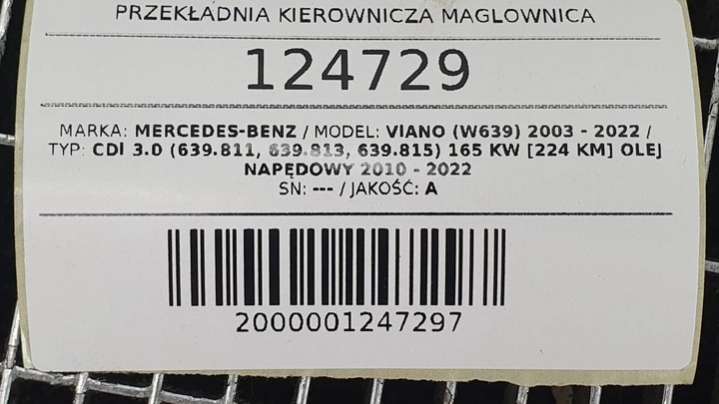 PRZEKŁADNIA KIEROWNICZA MAGLOWNICA
124729
MARKA: MERCEDES-BENZ / MODEL: VIANO (W639) 2003 - 2022 /
TYP: CDI 3.0 (639.811, 639.813, 639.815) 165 KW [224 KM] OLEJ
NAPĘDOWY 2010 - 2022
SN: --- / JAKOŚĆ: A
2000001247297